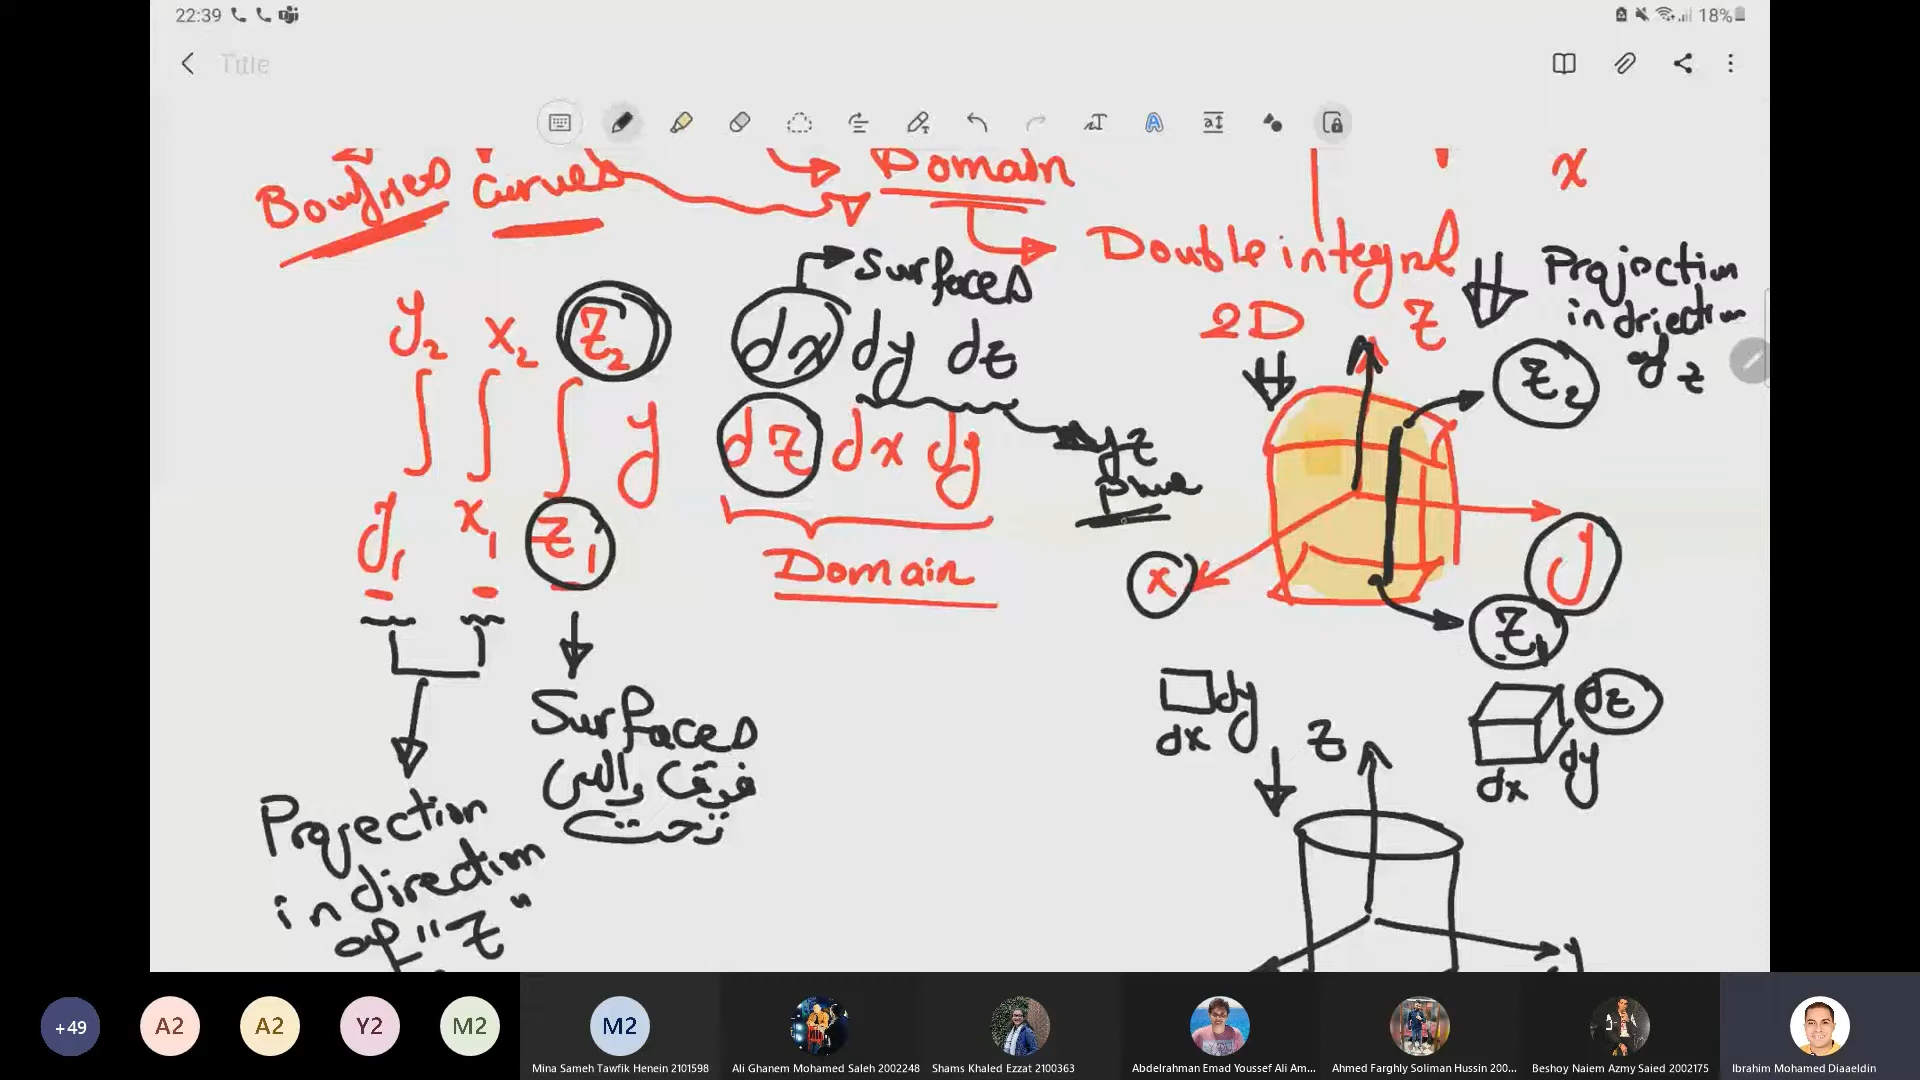 22:39
18%
Title
Domain
x
Curves
Double integral
2D
Surfaces
Projection
in
of z
y₂ x₂ z₂
dx dy dz
z
z₂
∫ ∫ ∫ y dz dx dy
yz
y₁ x₁ z₁
Domain
x
y
z₁
dy
dx
dz
dy
dx
Surfaces
فوق واللى
تحت
z
Projection
in direction
of "Z"
y
+49
A2
A2
Y2
M2
M2
Mina Sameh Tawfik Henein 2101598
Ali Ghanem Mohamed Saleh 2002248
Shams Khaled Ezzat 2100363
Abdelrahman Emad Youssef Ali Am...
Ahmed Farghly Soliman Hussin 200...
Beshoy Naiem Azmy Saied 2002175
Ibrahim Mohamed Diaaeldin